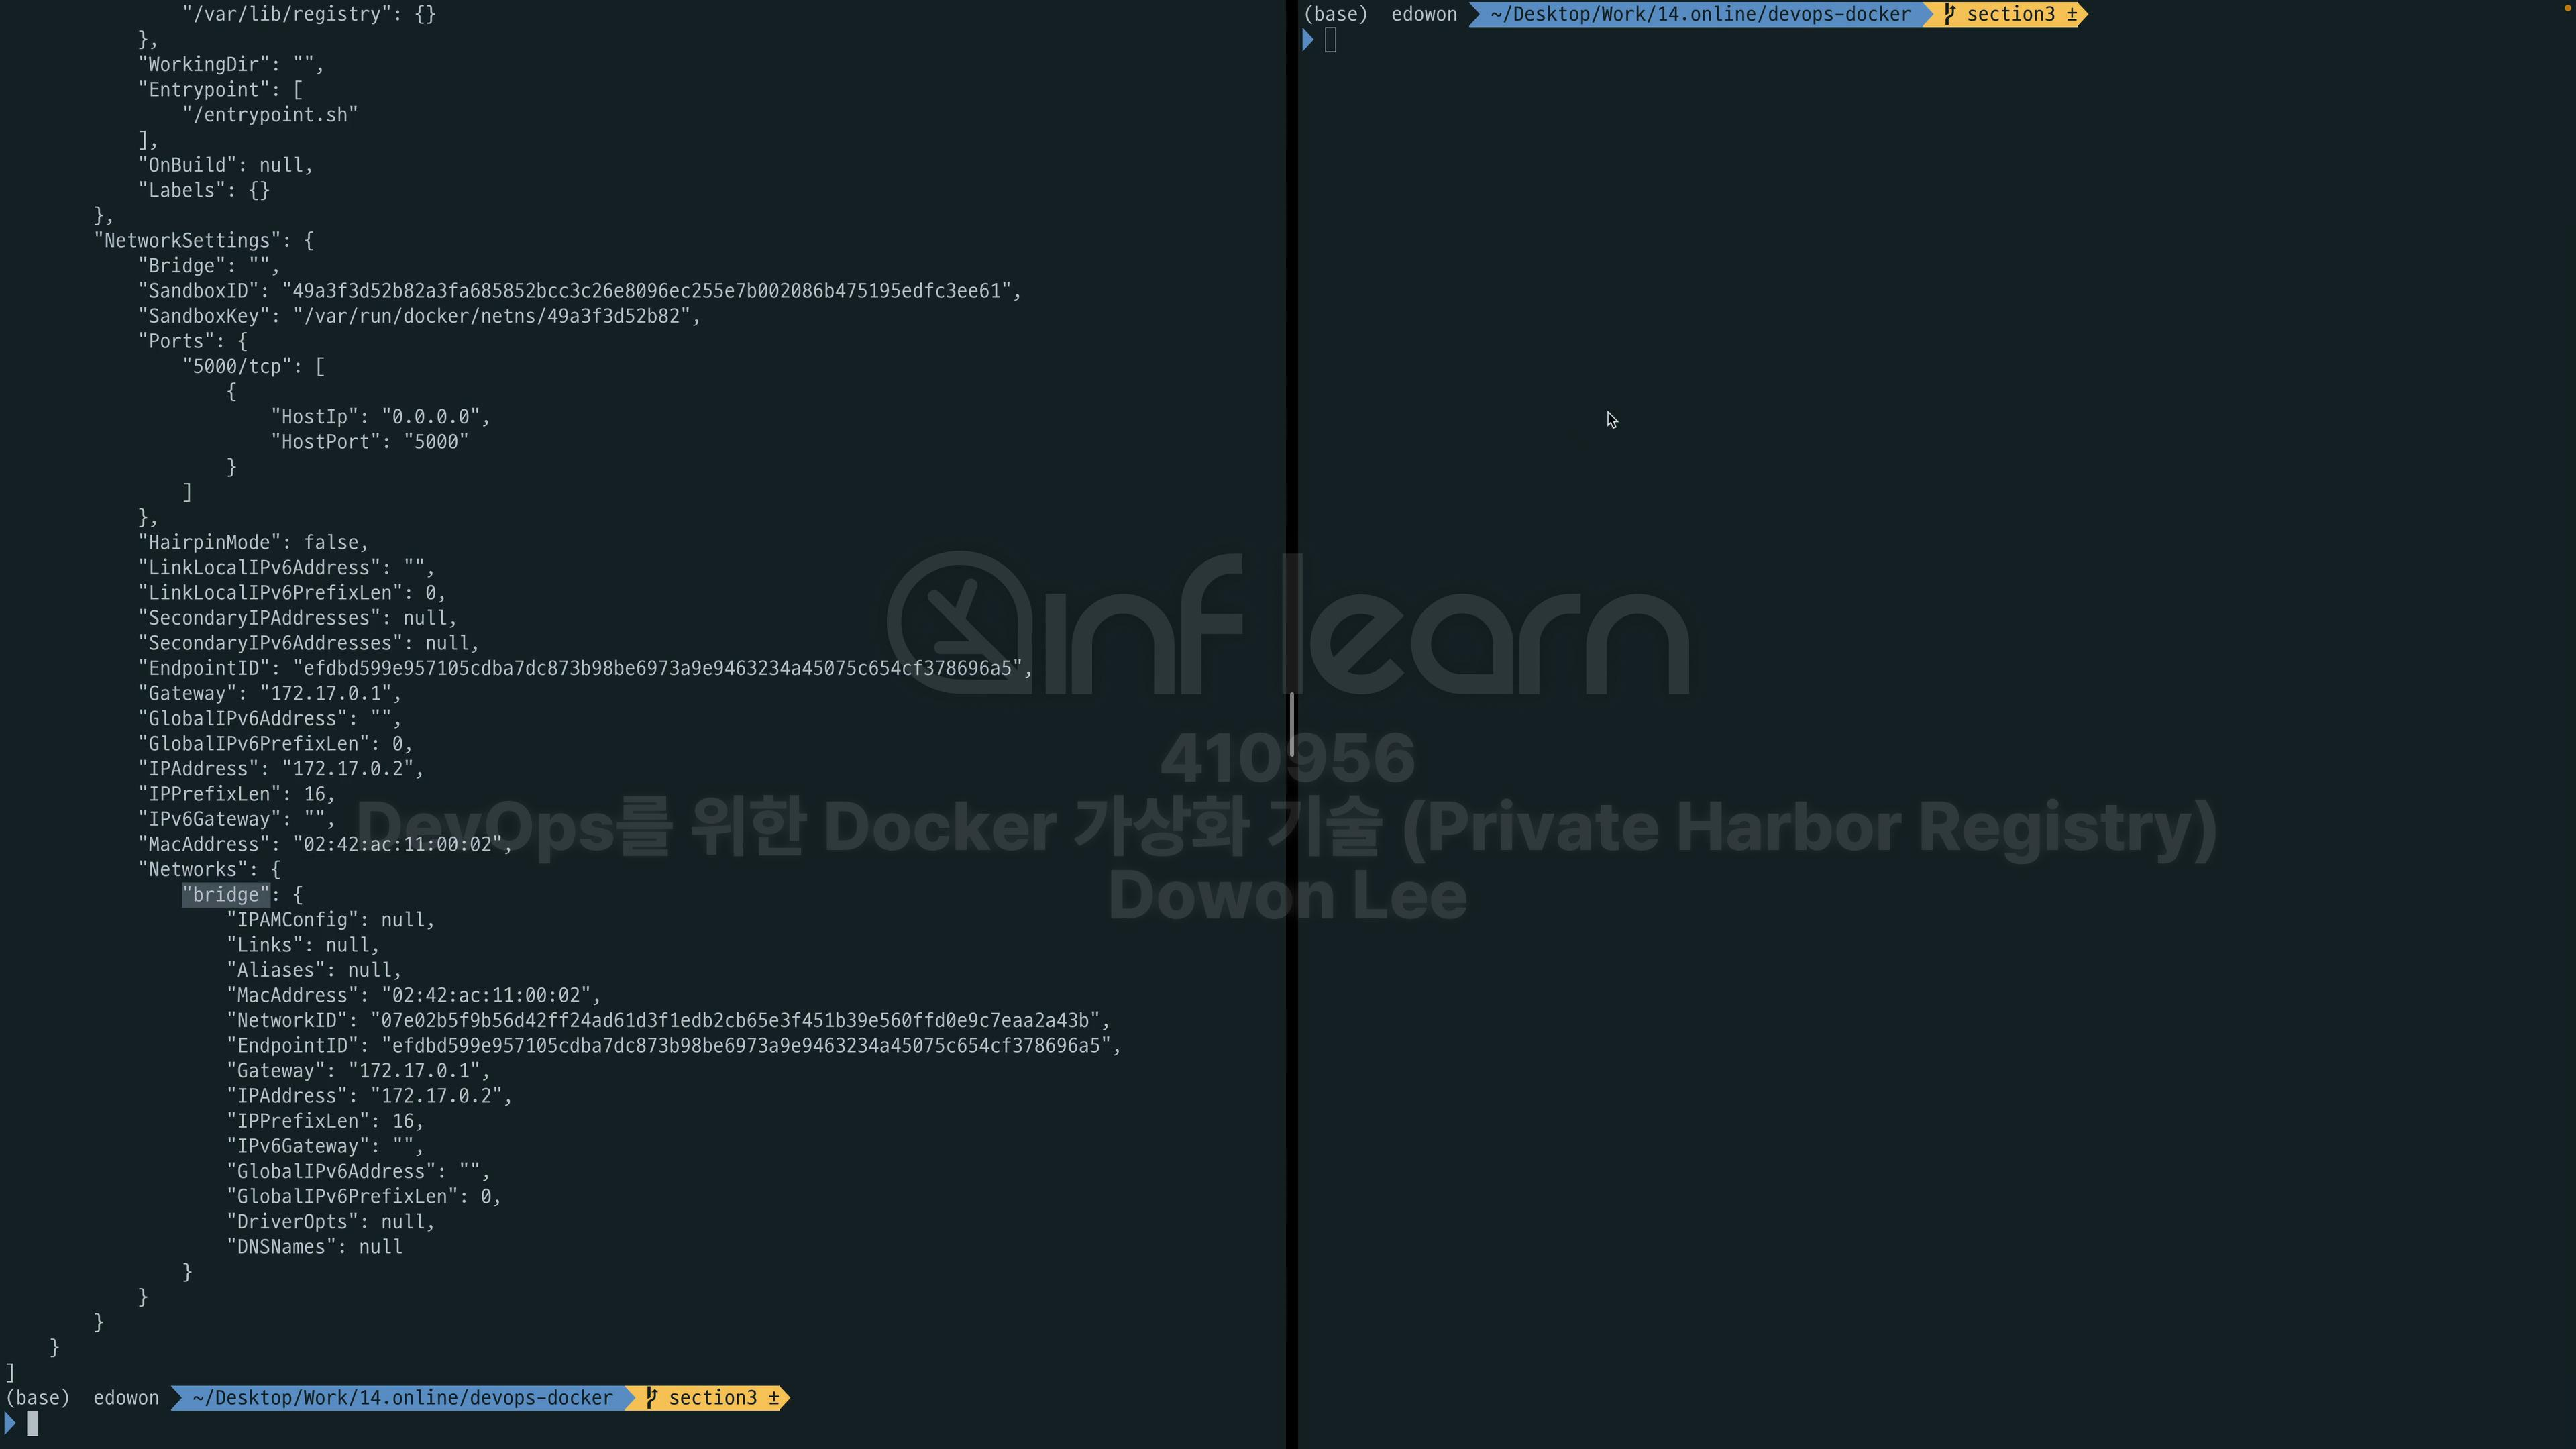 "/var/lib/registry": {}
},
"WorkingDir": "",
"Entrypoint": [
"/entrypoint.sh"
],
"OnBuild": null,
"Labels": {}
},
"NetworkSettings": {
"Bridge": "",
"SandboxID": "49a3f3d52b82a3fa685852bcc3c26e8096ec255e7b002086b475195edfc3ee61",
"SandboxKey": "/var/run/docker/netns/49a3f3d52b82",
"Ports": {
"5000/tcp": [
{
"HostIp": "0.0.0.0",
"HostPort": "5000"
}
]
},
"HairpinMode": false,
"LinkLocalIPv6Address": "",
"LinkLocalIPv6PrefixLen": 0,
"SecondaryIPAddresses": null,
"SecondaryIPv6Addresses": null,
"EndpointID": "efdbd599e957105cdba7dc873b98be6973a9e9463234a45075c654cf378696a5",
"Gateway": "172.17.0.1",
"GlobalIPv6Address": "",
"GlobalIPv6PrefixLen": 0,
"IPAddress": "172.17.0.2",
"IPPrefixLen": 16,
"IPv6Gateway": "",
"MacAddress": "02:42:ac:11:00:02",
"Networks": {
"bridge": {
"IPAMConfig": null,
"Links": null,
"Aliases": null,
"MacAddress": "02:42:ac:11:00:02",
"NetworkID": "07e02b5f9b56d42ff24ad61d3f1edb2cb65e3f451b39e560ffd0e9c7eaa2a43b",
"EndpointID": "efdbd599e957105cdba7dc873b98be6973a9e9463234a45075c654cf378696a5",
"Gateway": "172.17.0.1",
"IPAddress": "172.17.0.2",
"IPPrefixLen": 16,
"IPv6Gateway": "",
"GlobalIPv6Address": "",
"GlobalIPv6PrefixLen": 0,
"DriverOpts": null,
"DNSNames": null
}
}
}
}
]
(base) edowon ~/Desktop/Work/14.online/devops-docker section3 ±
(base) edowon ~/Desktop/Work/14.online/devops-docker section3 ±
inflearn
410956
DevOps를 위한 Docker 가상화 기술 (Private Harbor Registry)
Dowon Lee